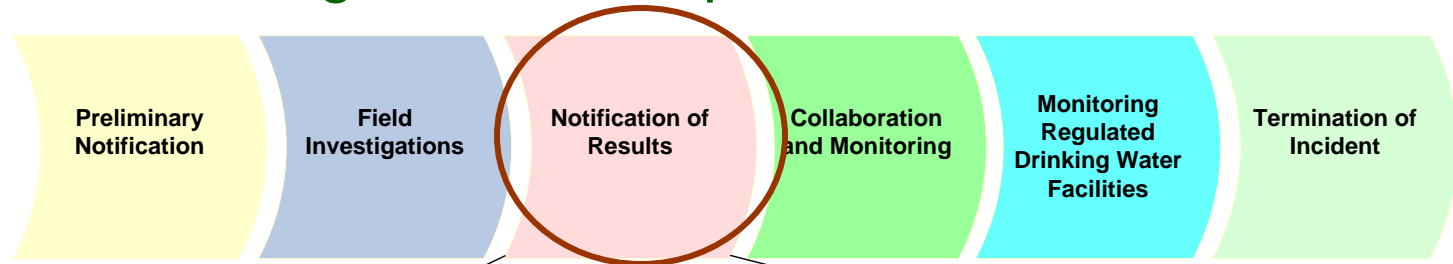 Preliminary
Notification
Field
Investigations
Notification of
Results
Collaboration
and Monitoring
Monitoring
Regulated
Drinking Water
Facilities
Termination of
Incident